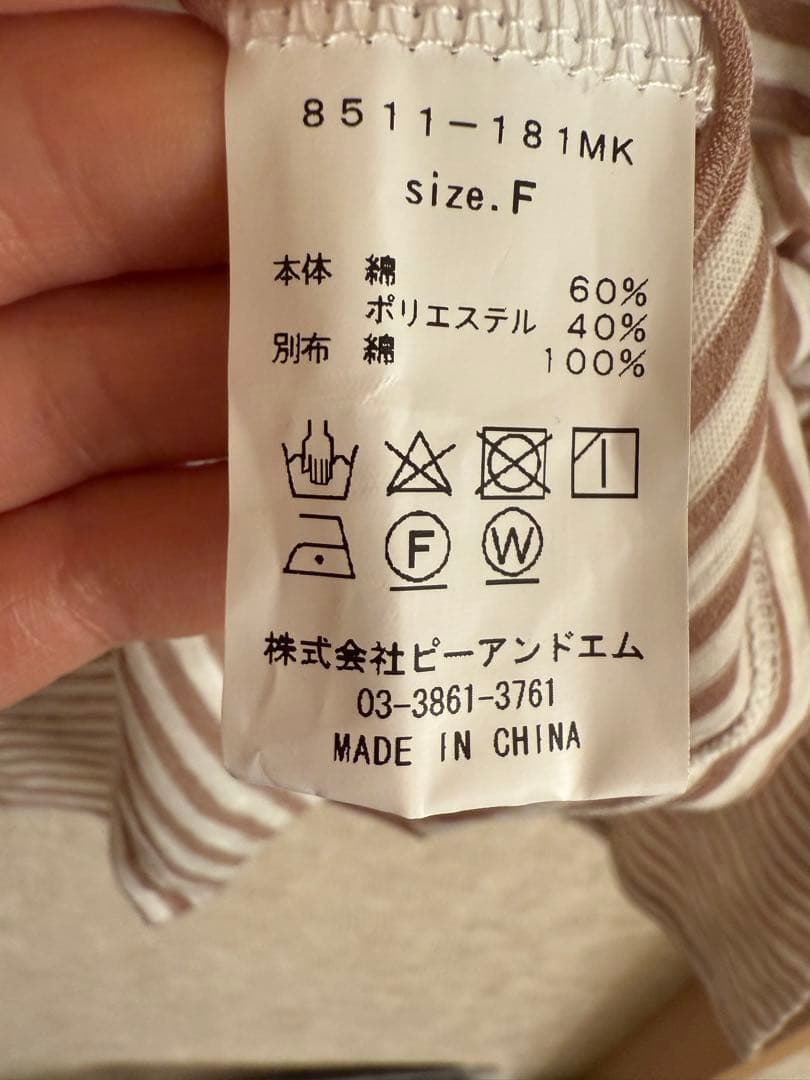 8511-181MK
size.F
本体 綿 60%
ポリエステル 40%
別布 綿 100%
F W
株式会社ピーアンドエム
03-3861-3761
MADE IN CHINA